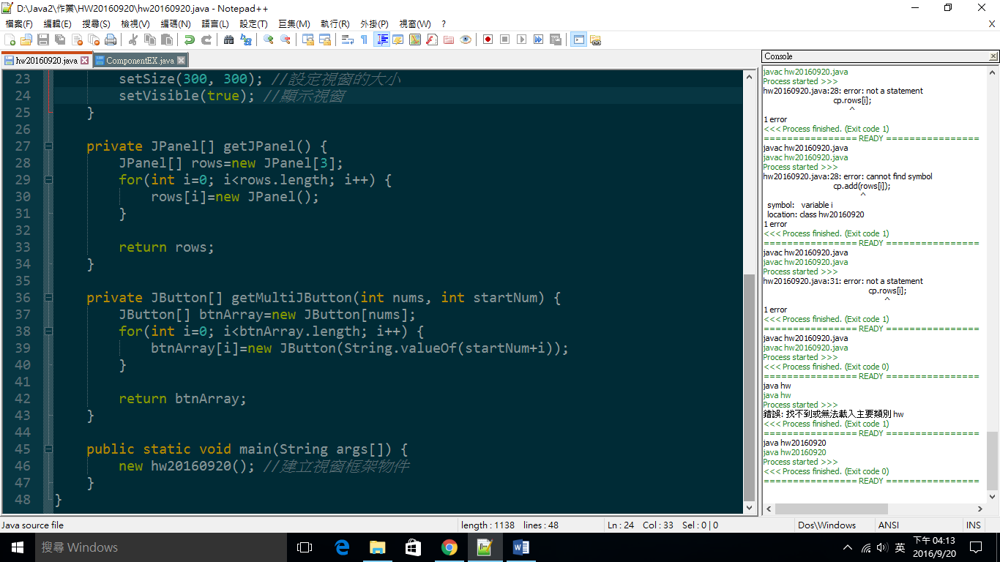 D:\Java2\作業\HW20160920\hw20160920.java - Notepad++
檔案(F) 編輯(E) 搜尋(S) 檢視(V) 編碼(N) 語言(L) 設定(T) 巨集(M) 執行(R) 外掛(P) 視窗(W) ? X
hw20160920.java ComponentEX.java
23 setSize(300, 300); //設定視窗的大小
24 setVisible(true); //顯示視窗
25 }
26
27 private JPanel[] getJPanel() {
28 JPanel[] rows=new JPanel[3];
29 for(int i=0; i<rows.length; i++) {
30 rows[i]=new JPanel();
31 }
32
33 return rows;
34 }
35
36 private JButton[] getMultiJButton(int nums, int startNum) {
37 JButton[] btnArray=new JButton[nums];
38 for(int i=0; i<btnArray.length; i++) {
39 btnArray[i]=new JButton(String.valueOf(startNum+i));
40 }
41
42 return btnArray;
43 }
44
45 public static void main(String args[]) {
46 new hw20160920(); //建立視窗框架物件
47 }
48 }
Console
javac hw20160920.java
Process started >>>
hw20160920.java:28: error: not a statement
cp.rows[i];
^
1 error
<<< Process finished. (Exit code 1)
================ READY ================
javac hw20160920.java
javac hw20160920.java
Process started >>>
hw20160920.java:28: error: cannot find symbol
cp.add(rows[i]);
^
symbol: variable i
location: class hw20160920
1 error
<<< Process finished. (Exit code 1)
================ READY ================
javac hw20160920.java
javac hw20160920.java
Process started >>>
hw20160920.java:31: error: not a statement
cp.rows[i];
^
1 error
<<< Process finished. (Exit code 1)
================ READY ================
javac hw20160920.java
javac hw20160920.java
Process started >>>
<<< Process finished. (Exit code 0)
================ READY ================
java hw
java hw
Process started >>>
錯誤: 找不到或無法載入主要類別 hw
<<< Process finished. (Exit code 1)
================ READY ================
java hw20160920
java hw20160920
Process started >>>
<<< Process finished. (Exit code 0)
================ READY ================
Java source file length : 1138 lines : 48 Ln : 24 Col : 33 Sel : 0 | 0 Dos\Windows ANSI INS
搜尋 Windows
英
下午 04:13
2016/9/20